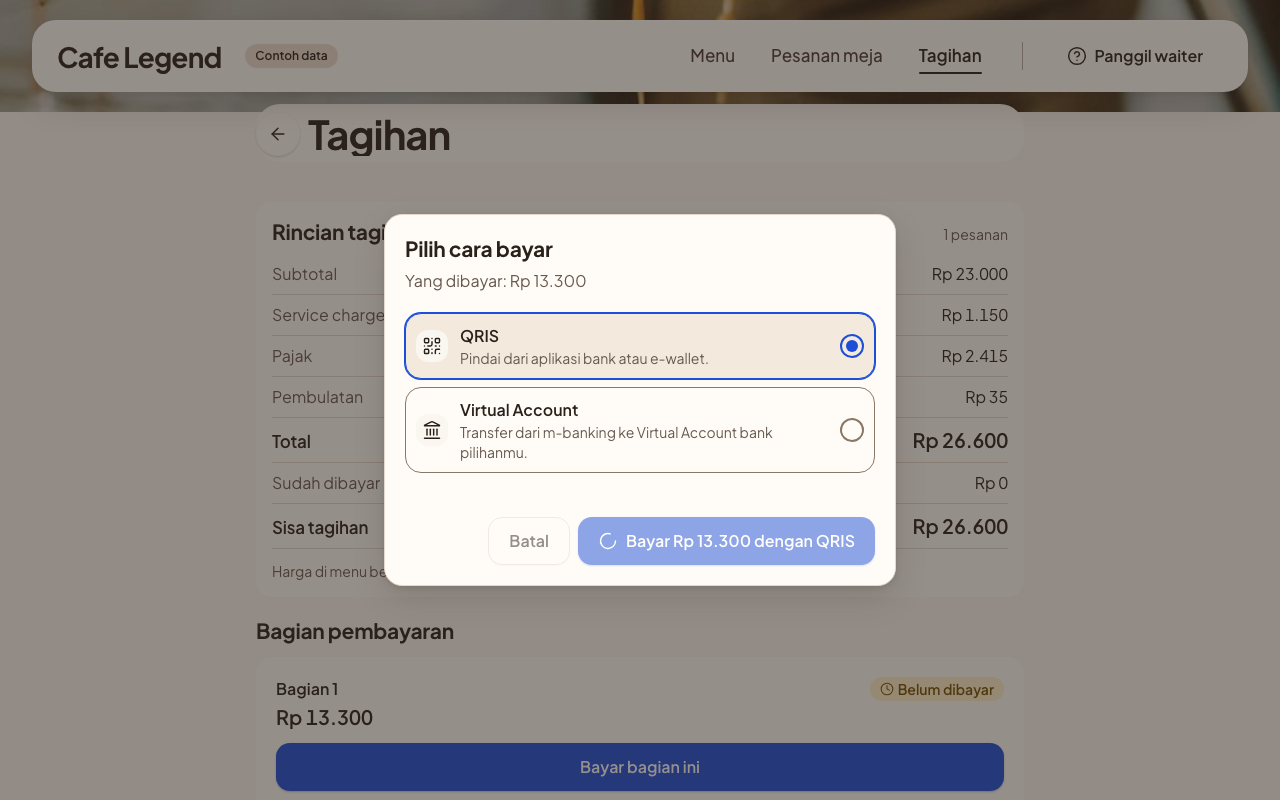 Cafe Legend
Contoh data
Menu
Pesanan meja
Tagihan
Panggil waiter
Tagihan
Rincian tagi
1 pesanan
Subtotal
Rp 23.000
Service charge
Rp 1.150
Pajak
Rp 2.415
Pembulatan
Rp 35
Total
Rp 26.600
Sudah dibayar
Rp 0
Sisa tagihan
Rp 26.600
Harga di menu be
Pilih cara bayar
Yang dibayar: Rp 13.300
QRIS
Pindai dari aplikasi bank atau e-wallet.
Virtual Account
Transfer dari m-banking ke Virtual Account bank
pilihanmu.
Batal
Bayar Rp 13.300 dengan QRIS
Bagian pembayaran
Bagian 1
Belum dibayar
Rp 13.300
Bayar bagian ini